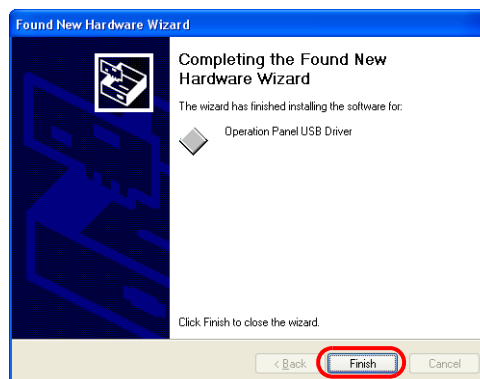 Found New Hardware Wizard
Completing the Found New
Hardware Wizard
The wizard has finished installing the software for:
Operation Panel USB Driver
Click Finish to close the wizard.
< Back
Finish
Cancel